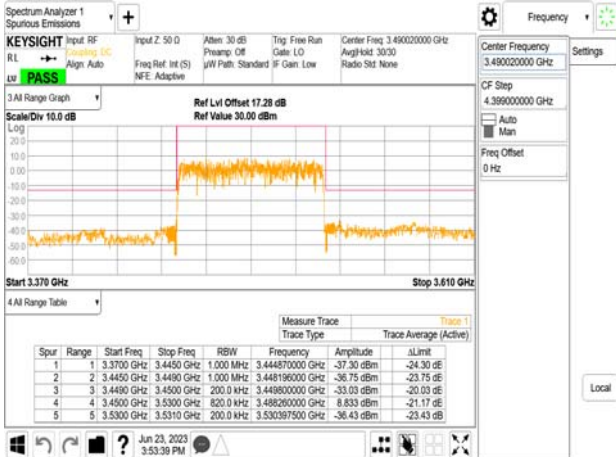 Spectrum Analyzer 1
Spurious Emissions
Frequency
KEYSIGHT Input: RF Input Z: 50 Ω Atten: 30 dB Trig: Free Run Center Freq: 3.490020000 GHz
RL Coupling: DC Preamp: Off Gate: LO Avg|Hold: 30/30
Align: Auto Freq Ref: Int (S) µW Path: Standard IF Gain: Low Radio Std: None
LV PASS NFE: Adaptive
Center Frequency
3.490020000 GHz
Settings
CF Step
4.399000000 GHz
Auto
Man
Freq Offset
0 Hz
Local
3 All Range Graph
Ref Lvl Offset 17.28 dB
Scale/Div 10.0 dB Ref Value 30.00 dBm
Log
20.0
10.0
0.00
-10.0
-20.0
-30.0
-40.0
-50.0
-60.0
Start 3.370 GHz Stop 3.610 GHz
4 All Range Table
Measure Trace Trace 1
Trace Type Trace Average (Active)
Spur Range Start Freq Stop Freq RBW Frequency Amplitude ΔLimit
1 1 3.3700 GHz 3.4450 GHz 1.000 MHz 3.444870000 GHz -37.30 dBm -24.30 dB
2 2 3.4450 GHz 3.4490 GHz 1.000 MHz 3.448196000 GHz -36.75 dBm -23.75 dB
3 3 3.4490 GHz 3.4500 GHz 200.0 kHz 3.449800000 GHz -33.03 dBm -20.03 dB
4 4 3.4500 GHz 3.5300 GHz 820.0 kHz 3.488260000 GHz 8.833 dBm -21.17 dB
5 5 3.5300 GHz 3.5310 GHz 200.0 kHz 3.530397500 GHz -36.43 dBm -23.43 dB
Jun 23, 2023
3:53:39 PM